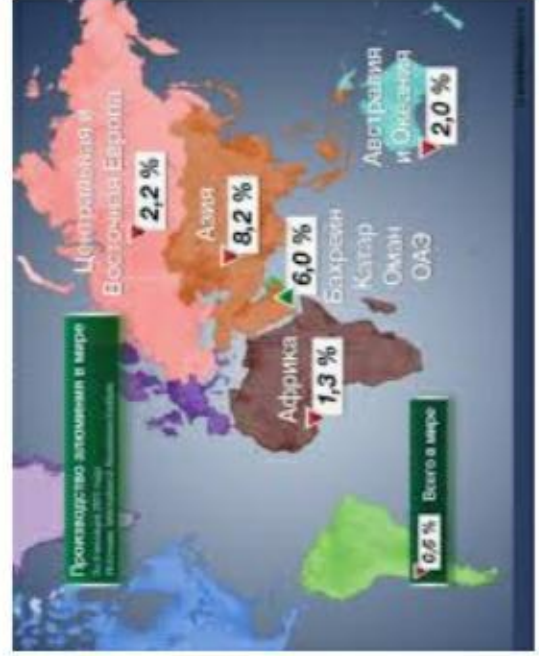 Производство алюминия в мире
Центральная и
Восточная Европа
2,2 %
Азия
8,2 %
6,0 %
Бахрейн
Катар
Оман
ОАЭ
Африка
1,3 %
Австралия
и Океания
2,0 %
0,6 % Всего в мире